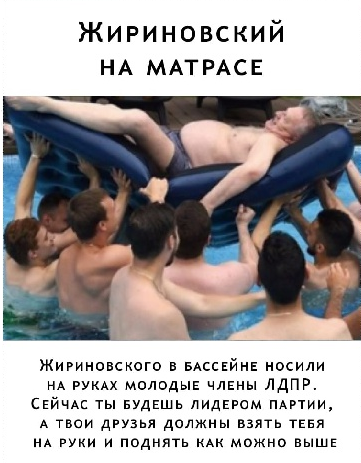 Жириновский
на матрасе
Жириновского в бассейне носили
на руках молодые члены ЛДПР.
Сейчас ты будешь лидером партии,
а твои друзья должны взять тебя
на руки и поднять как можно выше